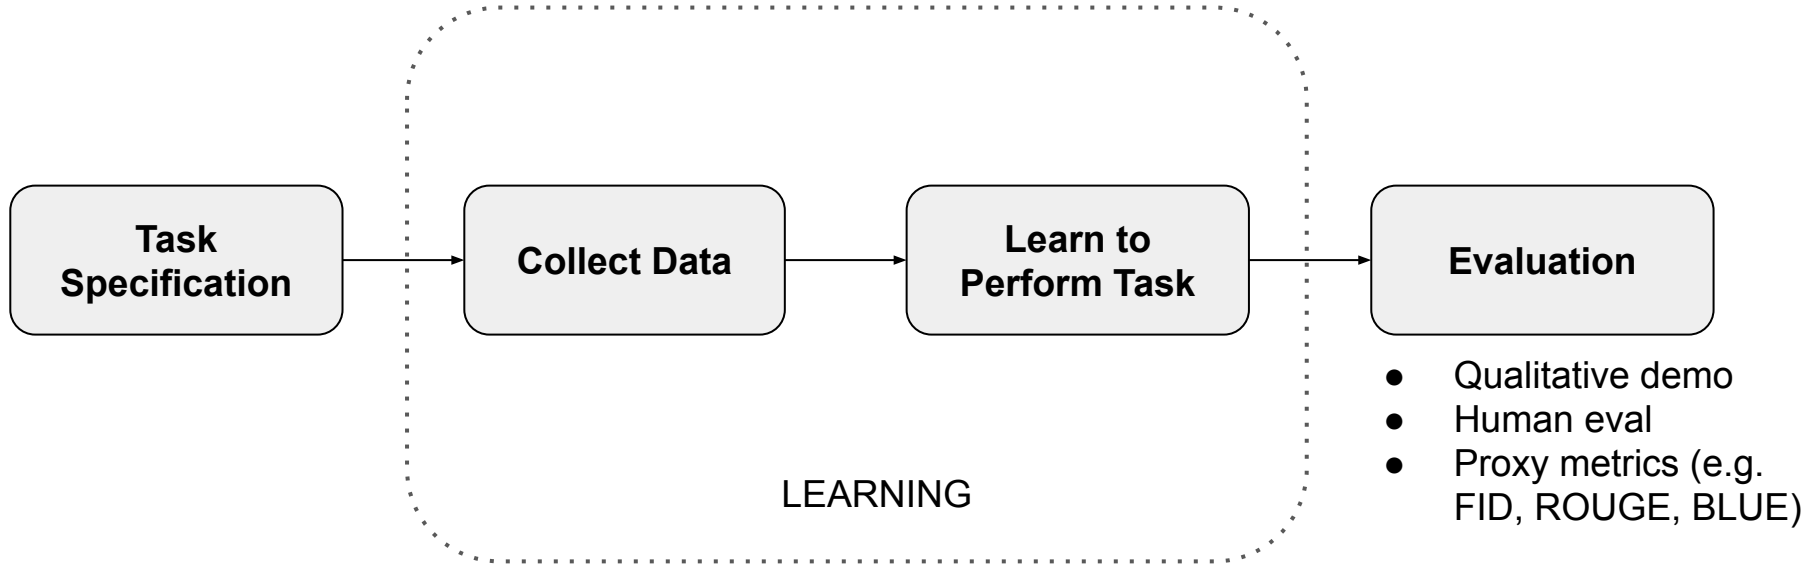 Task
Specification
Collect Data
Learn to
Perform Task
Evaluation
● Qualitative demo
● Human eval
● Proxy metrics (e.g.
FID, ROUGE, BLUE)
LEARNING